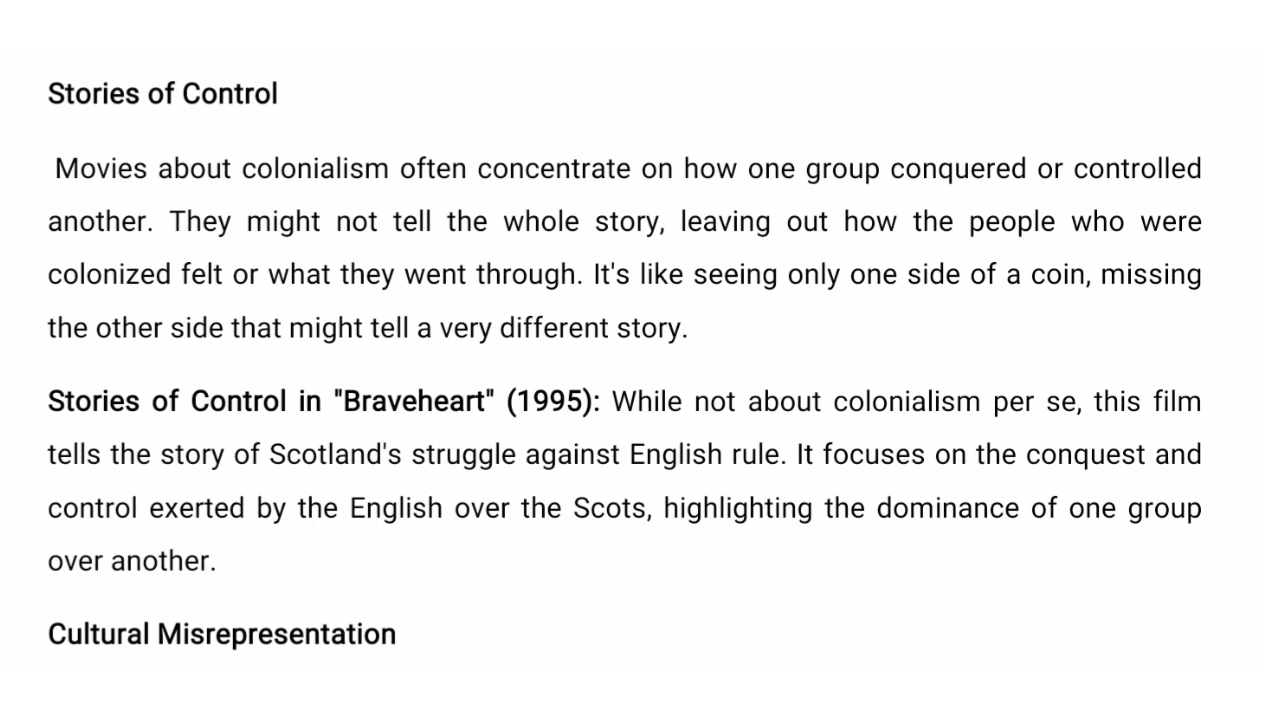 Stories of Control
Movies about colonialism often concentrate on how one group conquered or controlled
another. They might not tell the whole story, leaving out how the people who were
colonized felt or what they went through. It's like seeing only one side of a coin, missing
the other side that might tell a very different story.
Stories of Control in "Braveheart" (1995): While not about colonialism per se, this film
tells the story of Scotland's struggle against English rule. It focuses on the conquest and
control exerted by the English over the Scots, highlighting the dominance of one group
over another.
Cultural Misrepresentation